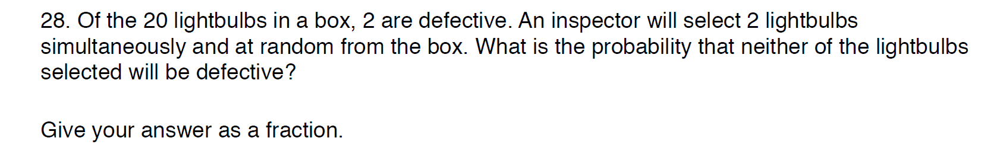 28. Of the 20 lightbulbs in a box, 2 are defective. An inspector will select 2 lightbulbs
simultaneously and at random from the box. What is the probability that neither of the lightbulbs
selected will be defective?
Give your answer as a fraction.